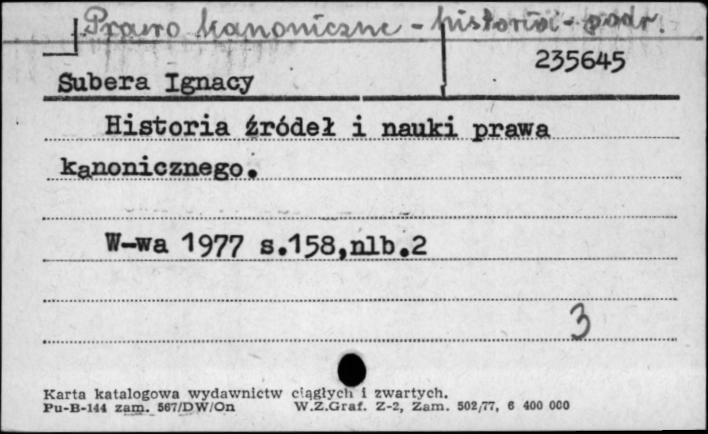 Prawo kanoniczne - historia - podr.
235645
Subera Ignacy
Historia źródeł i nauki prawa
kanonicznego.
W-wa 1977 s.158,nlb.2
3
Karta katalogowa wydawnictw ciągłych i zwartych.
Pu-B-144 zam. 567/DW/On W.Z.Graf. Z-2, Zam. 502/77, 6 400 000